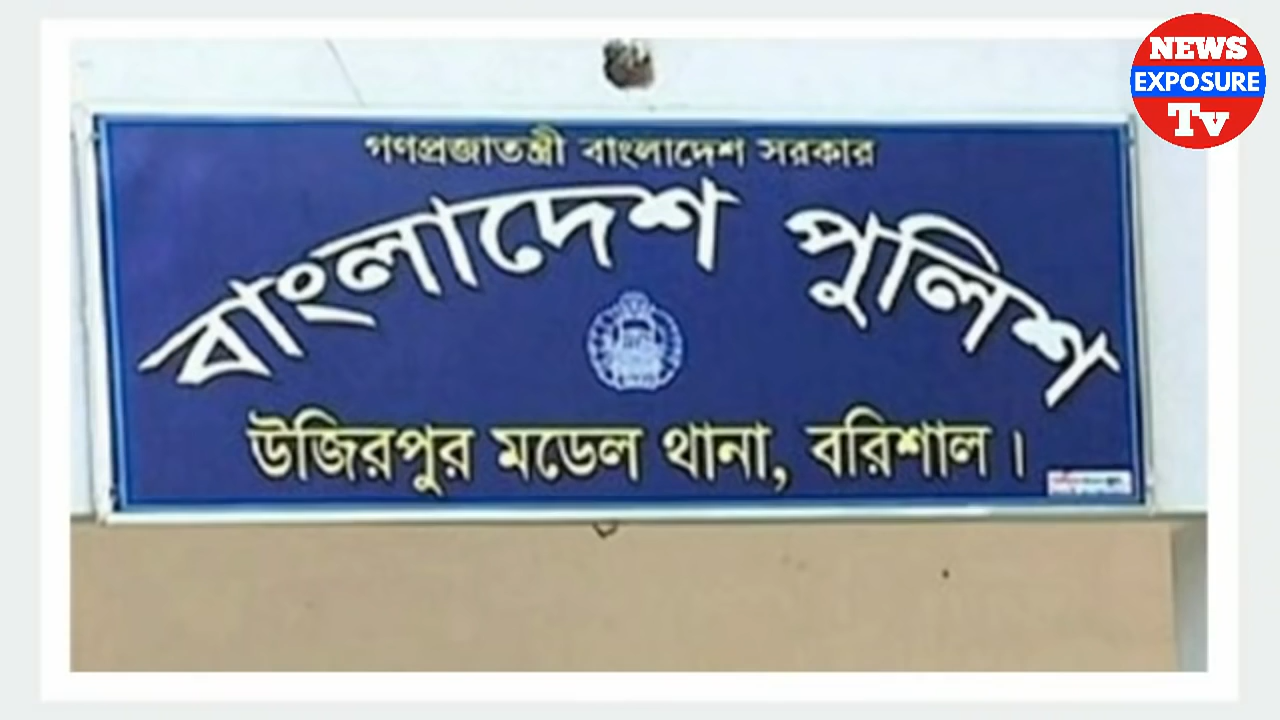 NEWS
EXPOSURE
Tv
গণপ্রজাতন্ত্রী বাংলাদেশ সরকার
বাংলাদেশ পুলিশ
উজিরপুর মডেল থানা, বরিশাল।